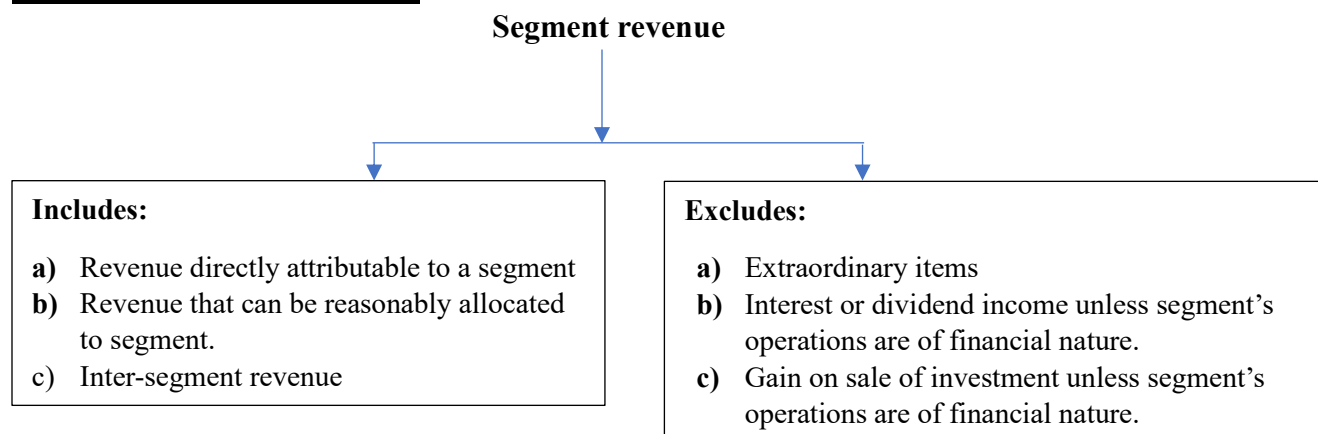 Segment revenue
Includes:
a) Revenue directly attributable to a segment
b) Revenue that can be reasonably allocated
to segment.
c) Inter-segment revenue
Excludes:
a) Extraordinary items
b) Interest or dividend income unless segment’s
operations are of financial nature.
c) Gain on sale of investment unless segment’s
operations are of financial nature.